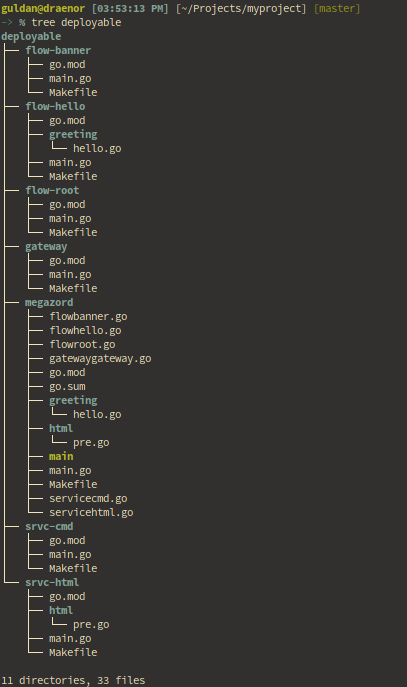 guldan@draenor [03:53:13 PM] [~/Projects/myproject] [master]
-> % tree deployable
deployable
├── flow-banner
│   ├── go.mod
│   ├── main.go
│   └── Makefile
├── flow-hello
│   ├── go.mod
│   ├── greeting
│   │   └── hello.go
│   ├── main.go
│   └── Makefile
├── flow-root
│   ├── go.mod
│   ├── main.go
│   └── Makefile
├── gateway
│   ├── go.mod
│   ├── main.go
│   └── Makefile
├── megazord
│   ├── flowbanner.go
│   ├── flowhello.go
│   ├── flowroot.go
│   ├── gatewaygateway.go
│   ├── go.mod
│   ├── go.sum
│   ├── greeting
│   │   └── hello.go
│   ├── html
│   │   └── pre.go
│   ├── main
│   ├── main.go
│   ├── Makefile
│   ├── servicecmd.go
│   └── servicehtml.go
├── srvc-cmd
│   ├── go.mod
│   ├── main.go
│   └── Makefile
└── srvc-html
    ├── go.mod
    ├── html
    │   └── pre.go
    ├── main.go
    └── Makefile

11 directories, 33 files